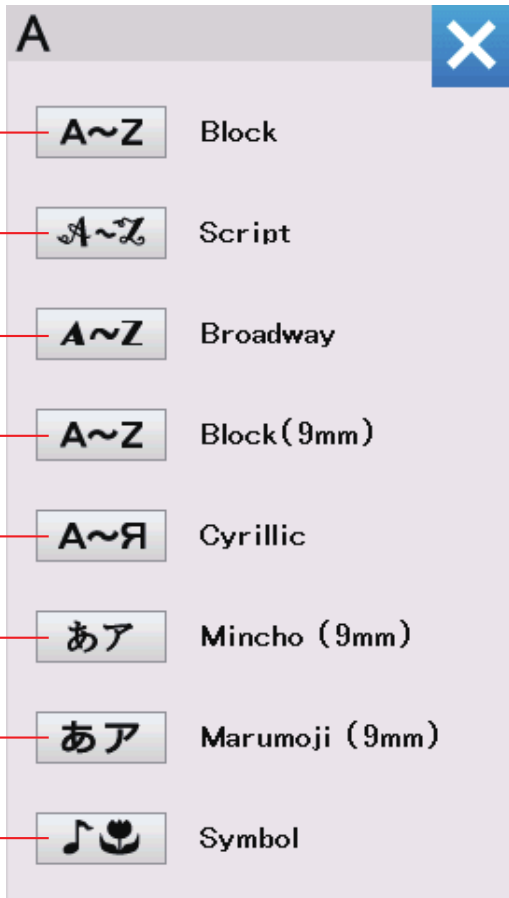 A
A~Z Block
A~Z Script
A~Z Broadway
A~Z Block(9mm)
A~Я Cyrillic
あア Mincho (9mm)
あア Marumoji (9mm)
Symbol